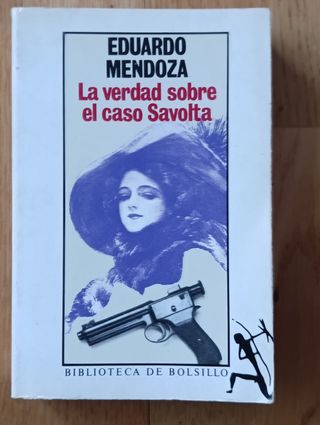 EDUARDO
MENDOZA
La verdad sobre
el caso Savolta
BIBLIOTECA DE BOLSILLO